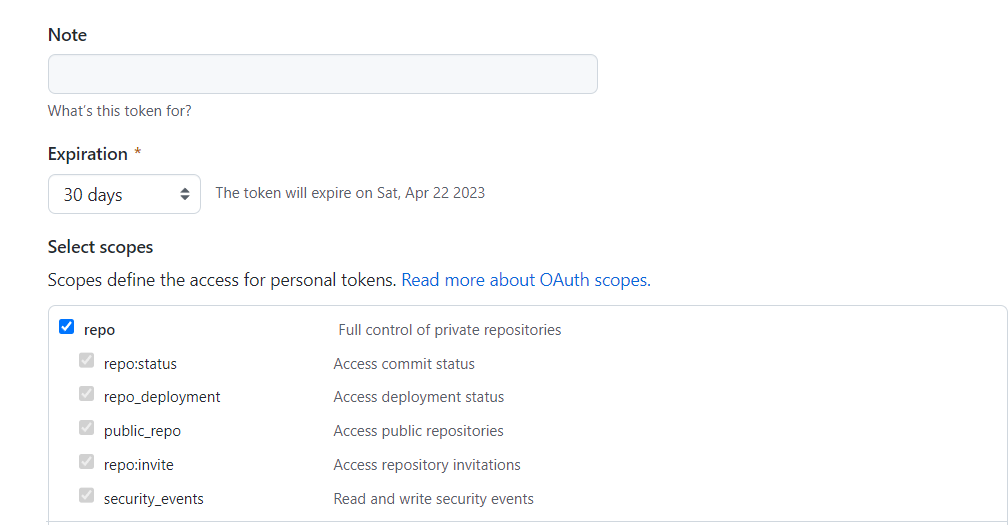 Note
What's this token for?
Expiration *
30 days The token will expire on Sat, Apr 22 2023
Select scopes
Scopes define the access for personal tokens. Read more about OAuth scopes.
repo Full control of private repositories
repo:status Access commit status
repo_deployment Access deployment status
public_repo Access public repositories
repo:invite Access repository invitations
security_events Read and write security events